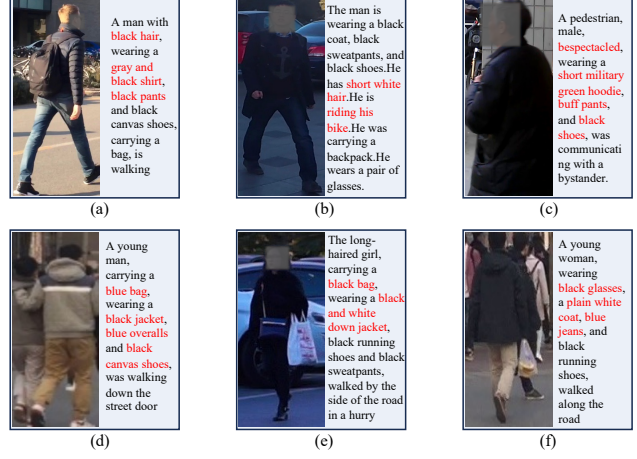 A man with
black hair,
wearing a
gray and
black shirt,
black pants
and black
canvas shoes,
carrying a
bag, is
walking
(a)
The man is
wearing a black
coat, black
sweatpants, and
black shoes.He
has short white
hair.He is
riding his
bike.He was
carrying a
backpack.He
wears a pair of
glasses.
(b)
A pedestrian,
male,
bespectacled,
wearing a
short military
green hoodie,
buff pants,
and black
shoes, was
communicati
ng with a
bystander.
(c)
A young
man,
carrying a
blue bag,
wearing a
black jacket,
blue overalls
and black
canvas shoes,
was walking
down the
street door
(d)
The long-
haired girl,
carrying a
black bag,
wearing a black
and white
down jacket,
black running
shoes and black
sweatpants,
walked by the
side of the road
in a hurry
(e)
A young
woman,
wearing
black glasses,
a plain white
coat, blue
jeans, and
black
running
shoes,
walked
along the
road
(f)